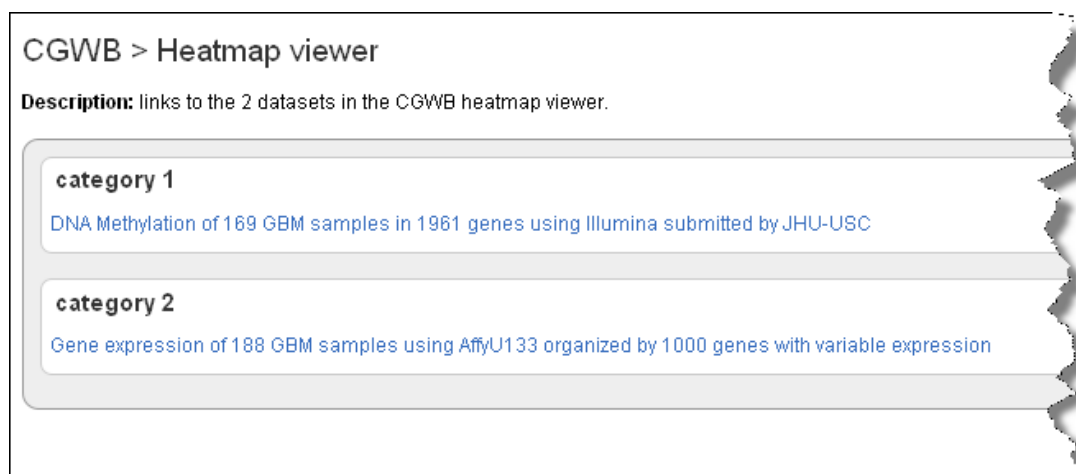 CGWB > Heatmap viewer
Description: links to the 2 datasets in the CGWB heatmap viewer.
category 1
DNA Methylation of 169 GBM samples in 1961 genes using Illumina submitted by JHU-USC
category 2
Gene expression of 188 GBM samples using AffyU133 organized by 1000 genes with variable expression